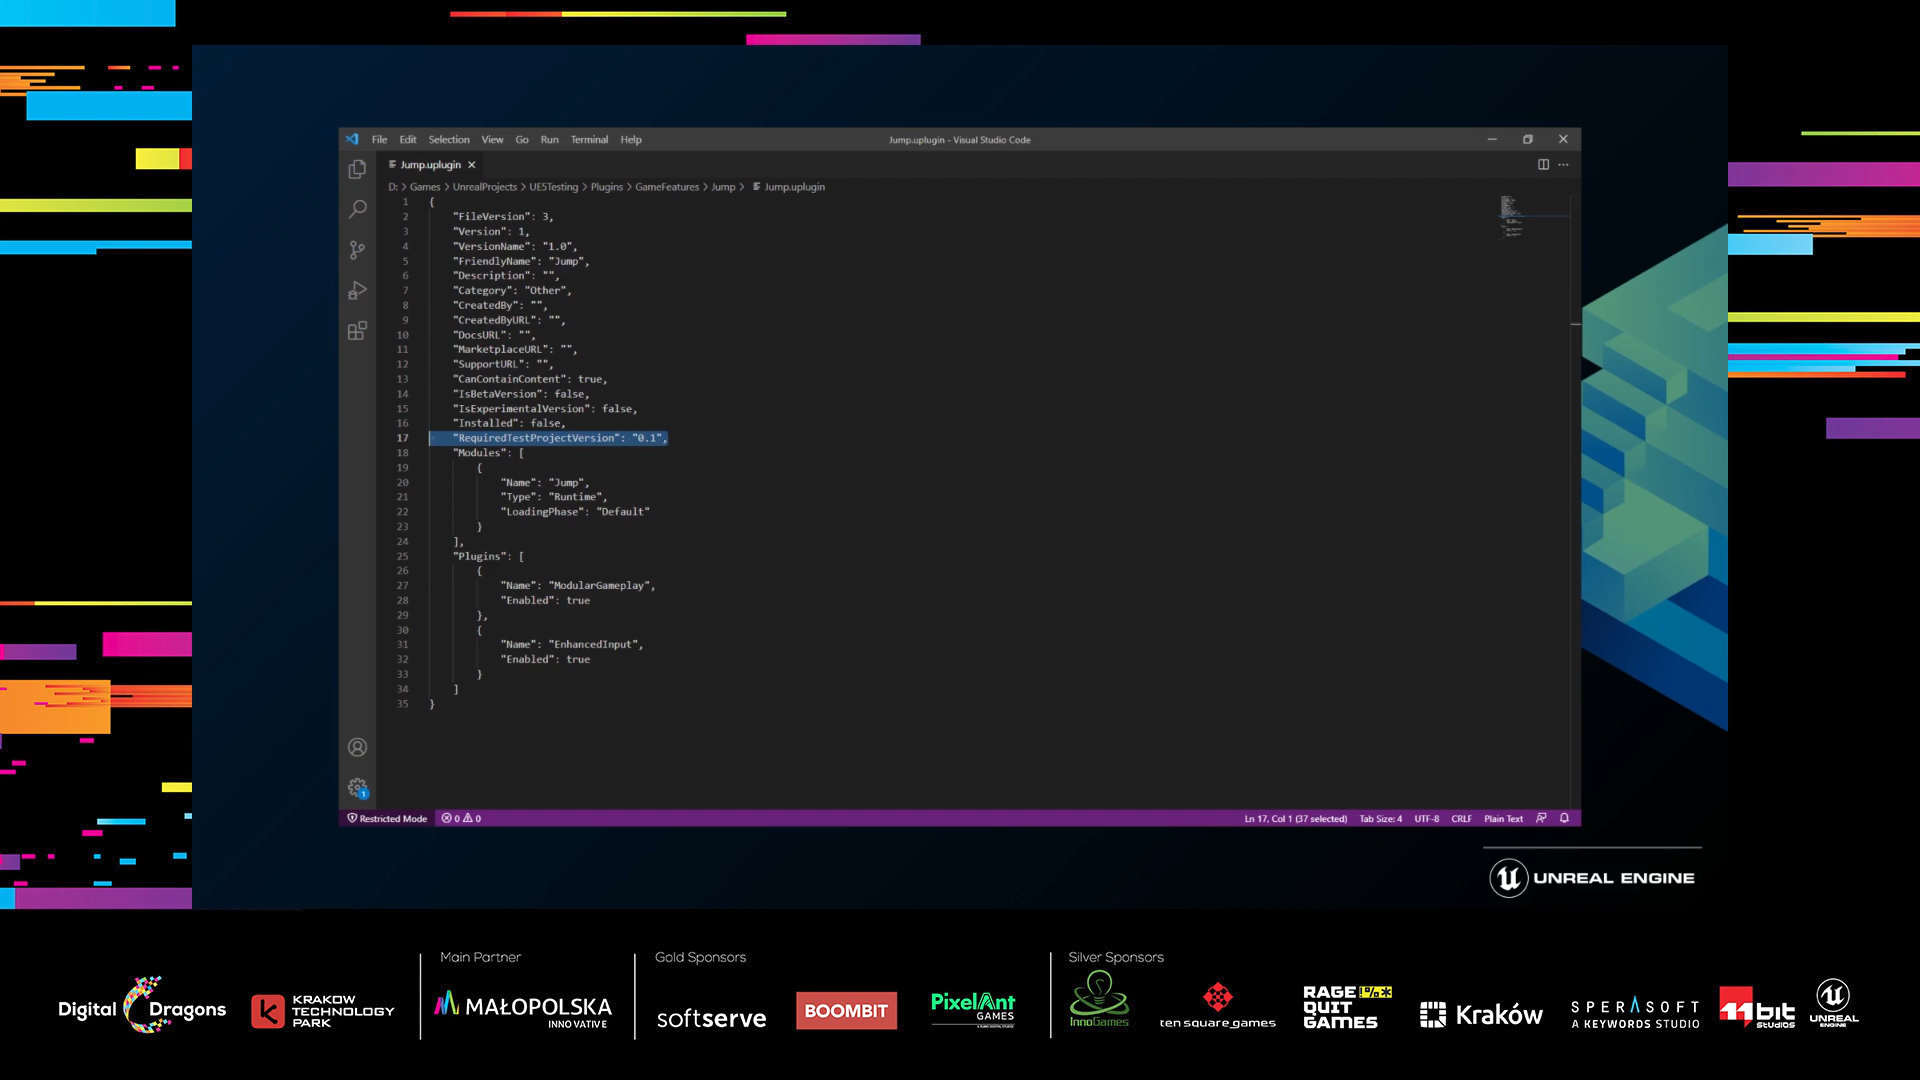 File Edit Selection View Go Run Terminal Help
Jump.uplugin - Visual Studio Code
Jump.uplugin
D: > Games > UnrealProjects > UE5Testing > Plugins > GameFeatures > Jump > Jump.uplugin
1 {
2 "FileVersion": 3,
3 "Version": 1,
4 "VersionName": "1.0",
5 "FriendlyName": "Jump",
6 "Description": "",
7 "Category": "Other",
8 "CreatedBy": "",
9 "CreatedByURL": "",
10 "DocsURL": "",
11 "MarketplaceURL": "",
12 "SupportURL": "",
13 "CanContainContent": true,
14 "IsBetaVersion": false,
15 "IsExperimentalVersion": false,
16 "Installed": false,
17 "RequiredTestProjectVersion": "0.1",
18 "Modules": [
19 {
20 "Name": "Jump",
21 "Type": "Runtime",
22 "LoadingPhase": "Default"
23 }
24 ],
25 "Plugins": [
26 {
27 "Name": "ModularGameplay",
28 "Enabled": true
29 },
30 {
31 "Name": "EnhancedInput",
32 "Enabled": true
33 }
34 ]
35 }
1
Restricted Mode 0 0
Ln 17, Col 1 (37 selected) Tab Size: 4 UTF-8 CRLF Plain Text
UNREAL ENGINE
Digital Dragons
KRAKOW
TECHNOLOGY
PARK
Main Partner
MAŁOPOLSKA
INNOVATIVE
Gold Sponsors
softserve
BOOMBIT
PixelAnt
GAMES
Silver Sponsors
InnoGames
ten square games
RAGE !%*
QUIT
GAMES
Kraków
SPERASOFT
A KEYWORDS STUDIO
11bit
studios
UNREAL
ENGINE